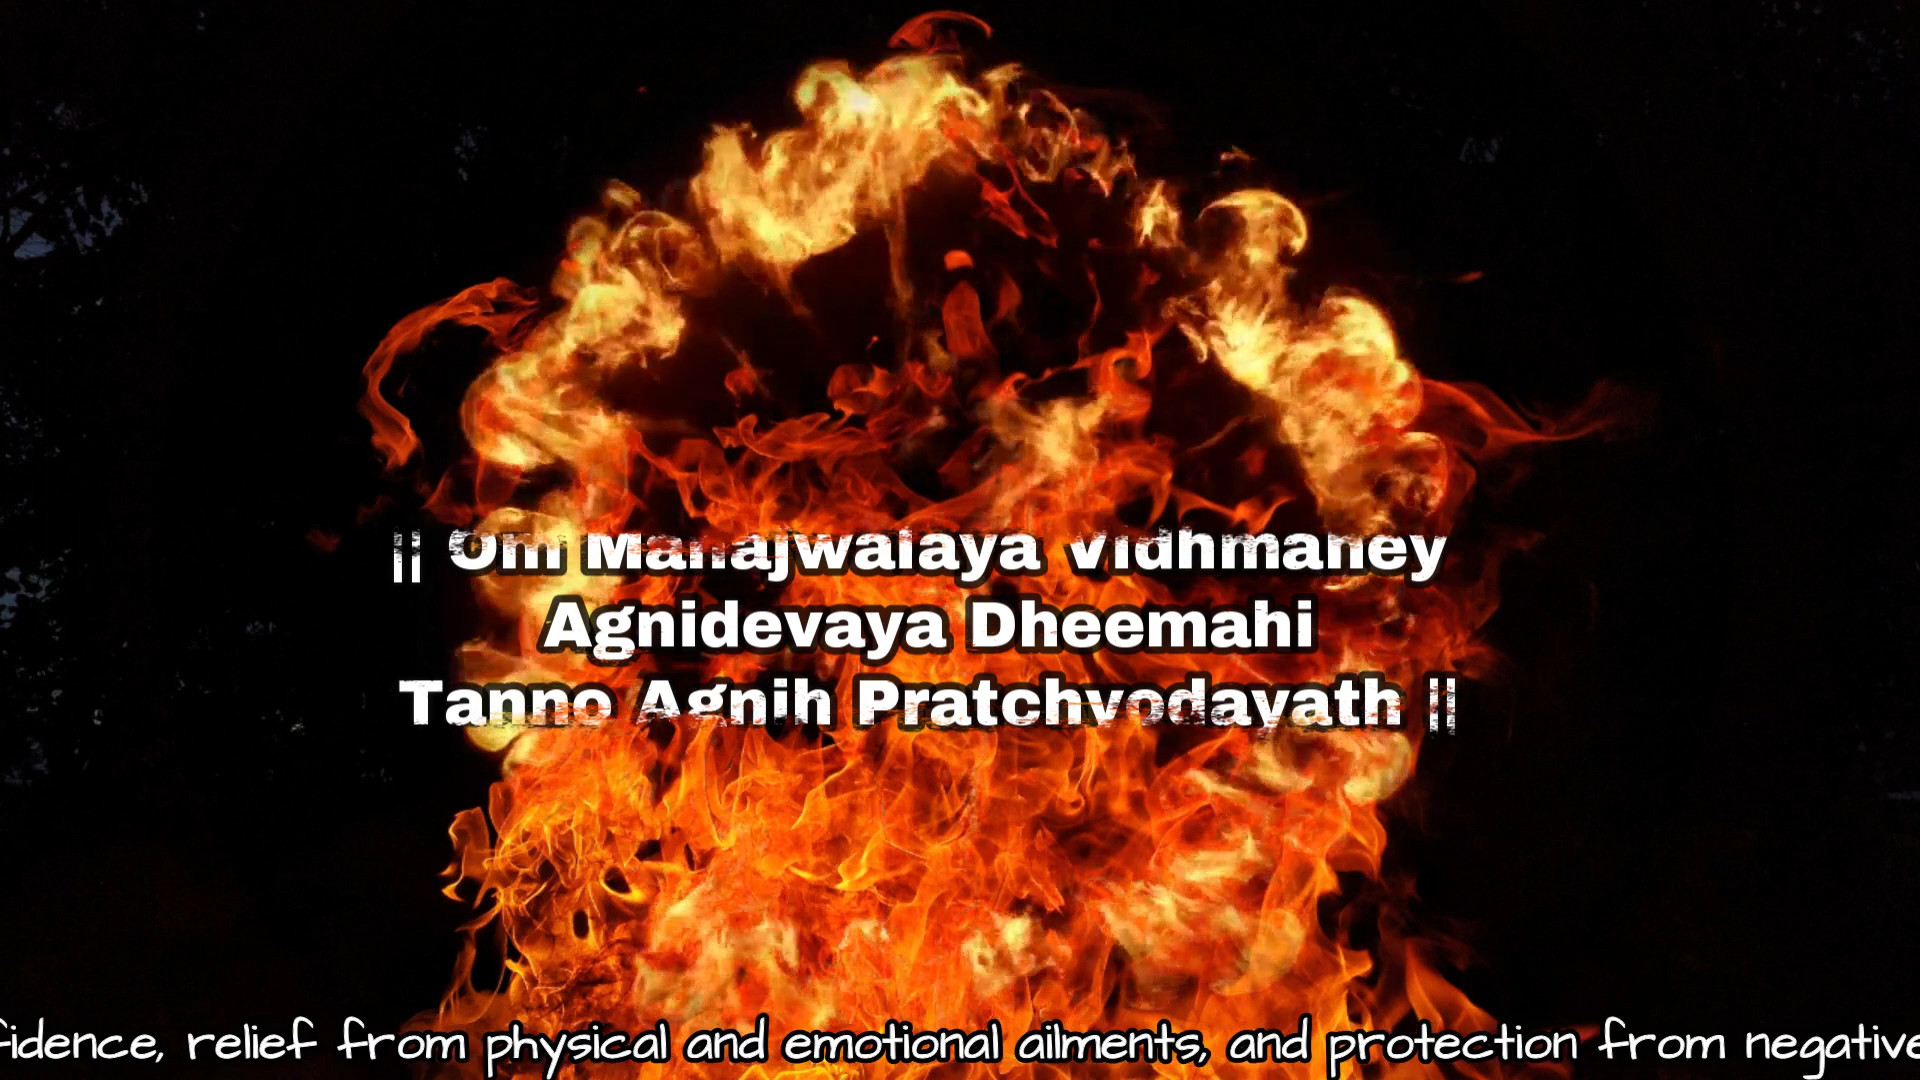 || Om Mahajwalaya Vidhmahey
Agnidevaya Dheemahi
Tanno Agnih Pratchyodayath ||
fidence, relief from physical and emotional ailments, and protection from negative